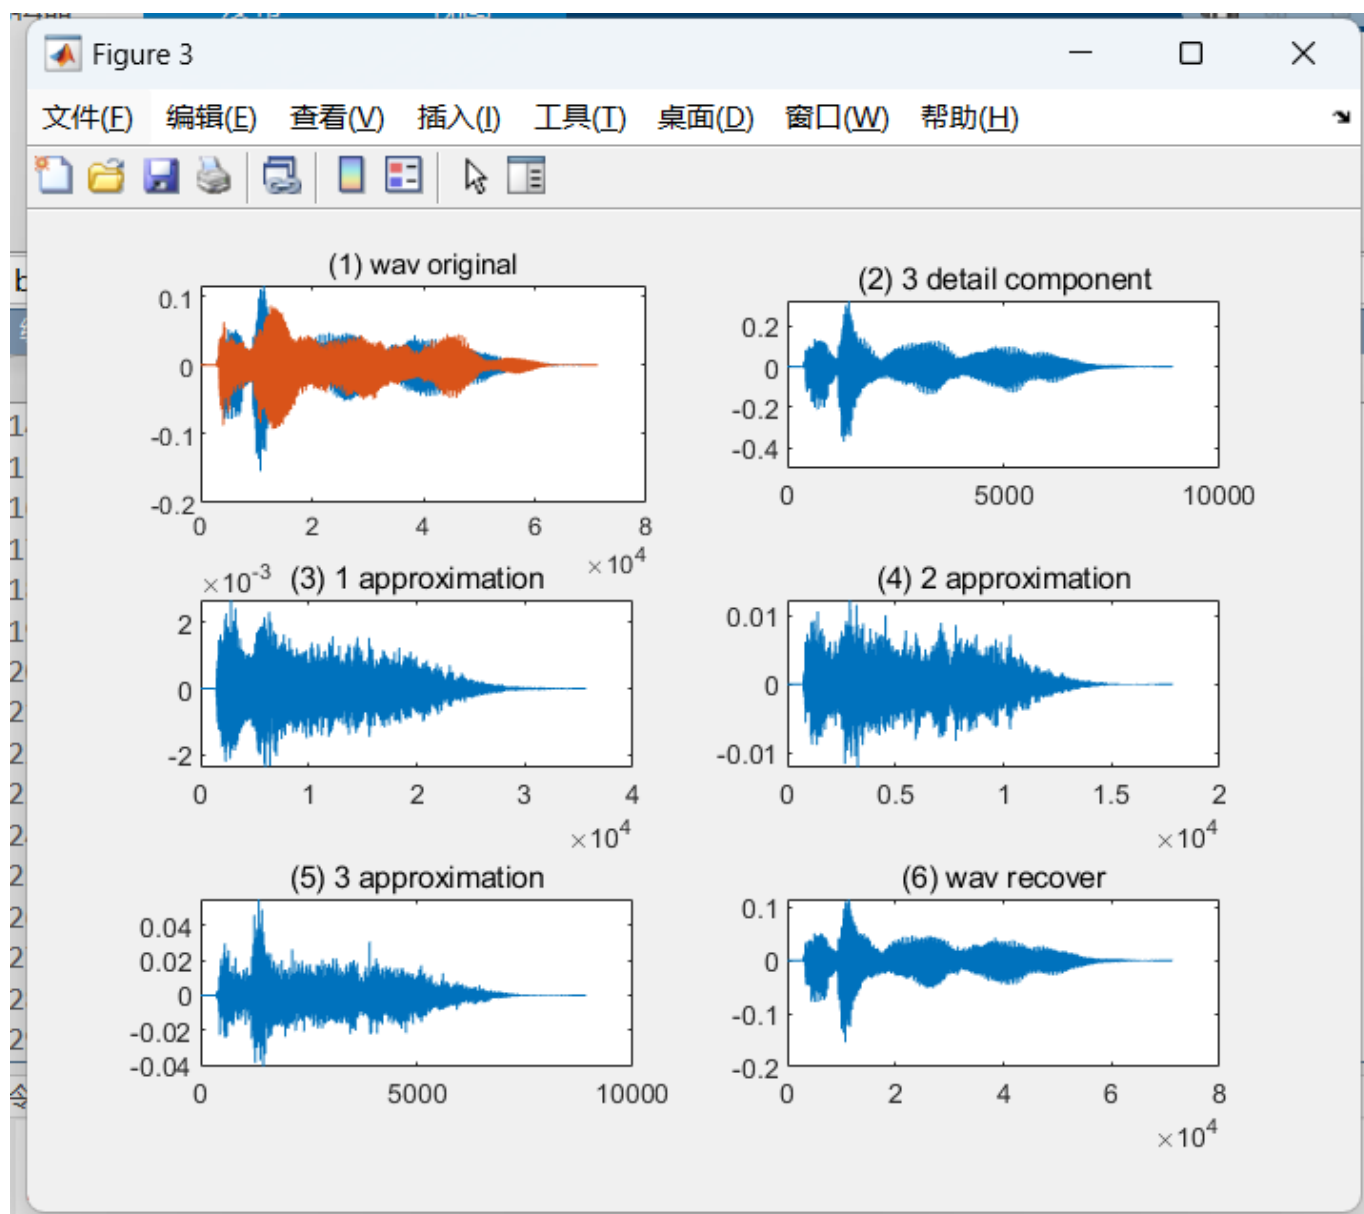 Figure 3
文件(F) 编辑(E) 查看(V) 插入(I) 工具(T) 桌面(D) 窗口(W) 帮助(H)
(1) wav original
0.1
0
-0.1
-0.2
0 2 4 6 8
×10^4
(2) 3 detail component
0.2
0
-0.2
-0.4
0 5000 10000
×10^-3 (3) 1 approximation
2
0
-2
0 1 2 3 4
×10^4
(4) 2 approximation
0.01
0
-0.01
0 0.5 1 1.5 2
×10^4
(5) 3 approximation
0.04
0.02
0
-0.02
-0.04
0 5000 10000
(6) wav recover
0.1
0
-0.1
-0.2
0 2 4 6 8
×10^4